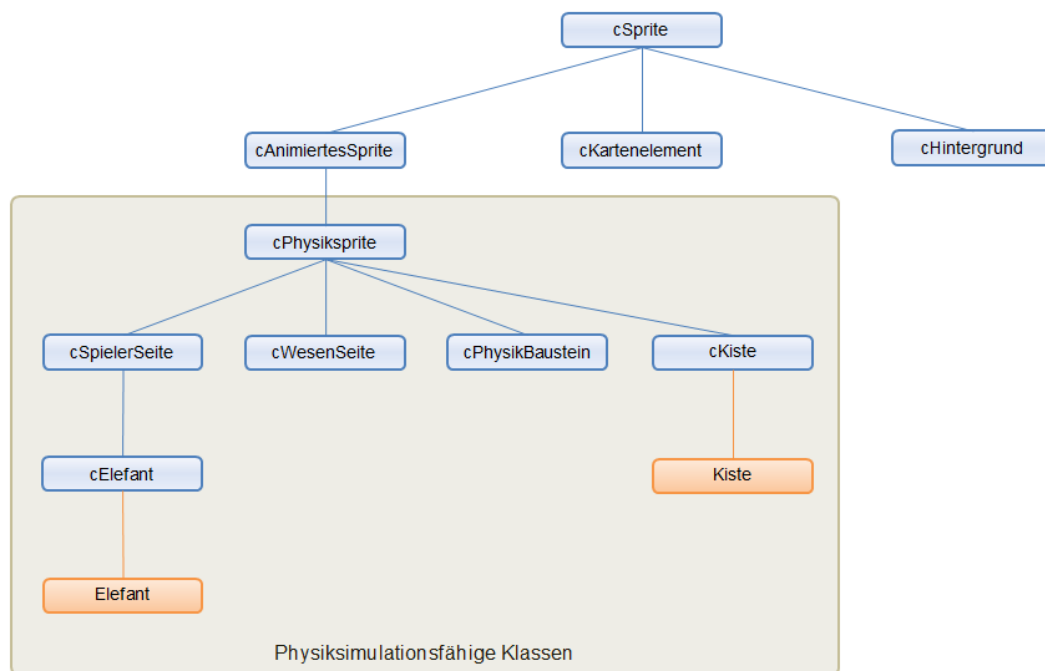 cSprite
cAnimiertesSprite
cKartenelement
cHintergrund
cPhysiksprite
cSpielerSeite
cWesenSeite
cPhysikBaustein
cKiste
cElefant
Kiste
Elefant
Physiksimulationsfähige Klassen